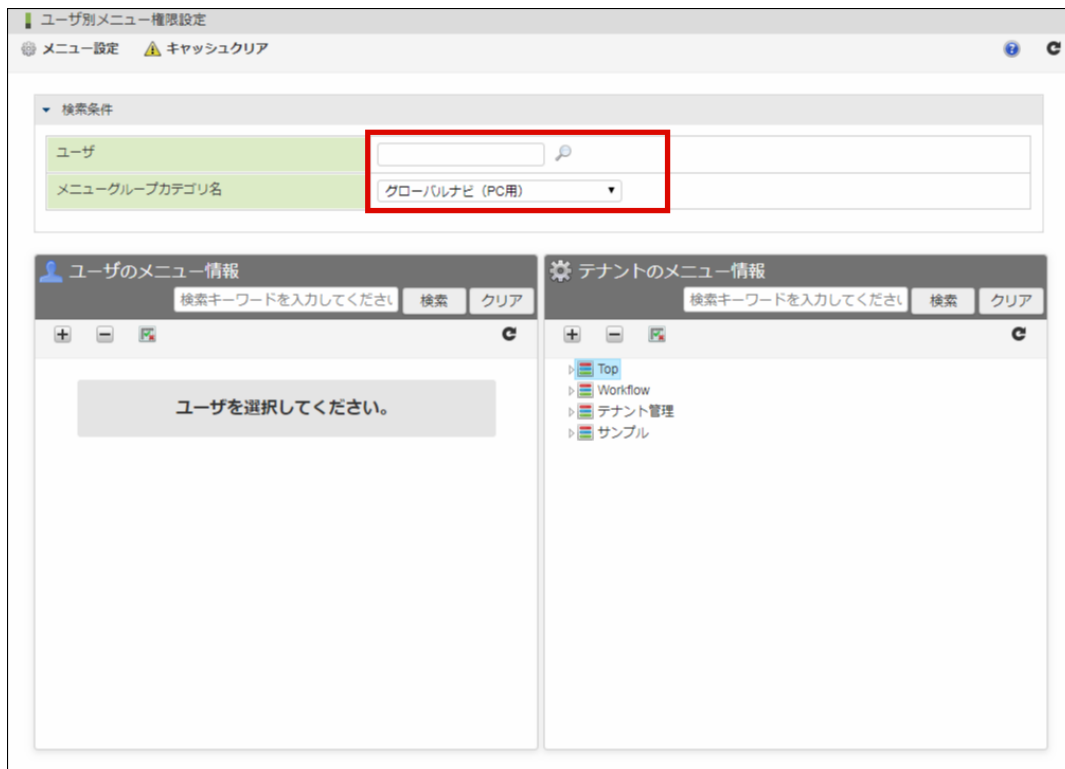 ユーザ別メニュー権限設定
メニュー設定 キャッシュクリア
検索条件
ユーザ
メニューグループカテゴリ名 グローバルナビ（PC用）
ユーザのメニュー情報
検索キーワードを入力してくださ 検索 クリア
ユーザを選択してください。
テナントのメニュー情報
検索キーワードを入力してくださ 検索 クリア
Top
Workflow
テナント管理
サンプル